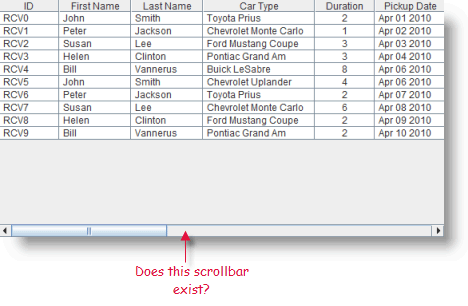 ID First Name Last Name Car Type Duration Pickup Date
RCV0 John Smith Toyota Prius 2 Apr 01 2010
RCV1 Peter Jackson Chevrolet Monte Carlo 1 Apr 02 2010
RCV2 Susan Lee Ford Mustang Coupe 3 Apr 03 2010
RCV3 Helen Clinton Pontiac Grand Am 3 Apr 04 2010
RCV4 Bill Vannerus Buick LeSabre 8 Apr 06 2010
RCV5 John Smith Chevrolet Uplander 4 Apr 06 2010
RCV6 Peter Jackson Toyota Prius 2 Apr 07 2010
RCV7 Susan Lee Chevrolet Monte Carlo 6 Apr 08 2010
RCV8 Helen Clinton Ford Mustang Coupe 2 Apr 09 2010
RCV9 Bill Vannerus Pontiac Grand Am 2 Apr 10 2010
Does this scrollbar
exist?